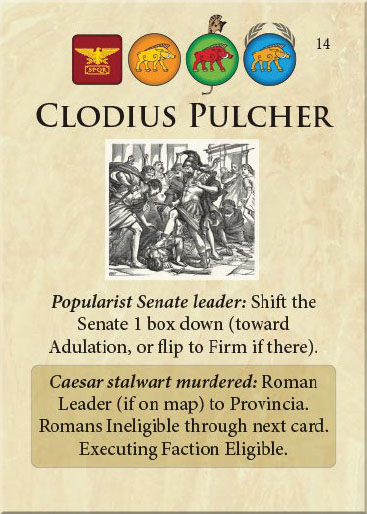 14
SPQR
CLODIUS PULCHER
Popularist Senate leader: Shift the
Senate 1 box down (toward
Adulation, or flip to Firm if there).
Caesar stalwart murdered: Roman
Leader (if on map) to Provincia.
Romans Ineligible through next card.
Executing Faction Eligible.